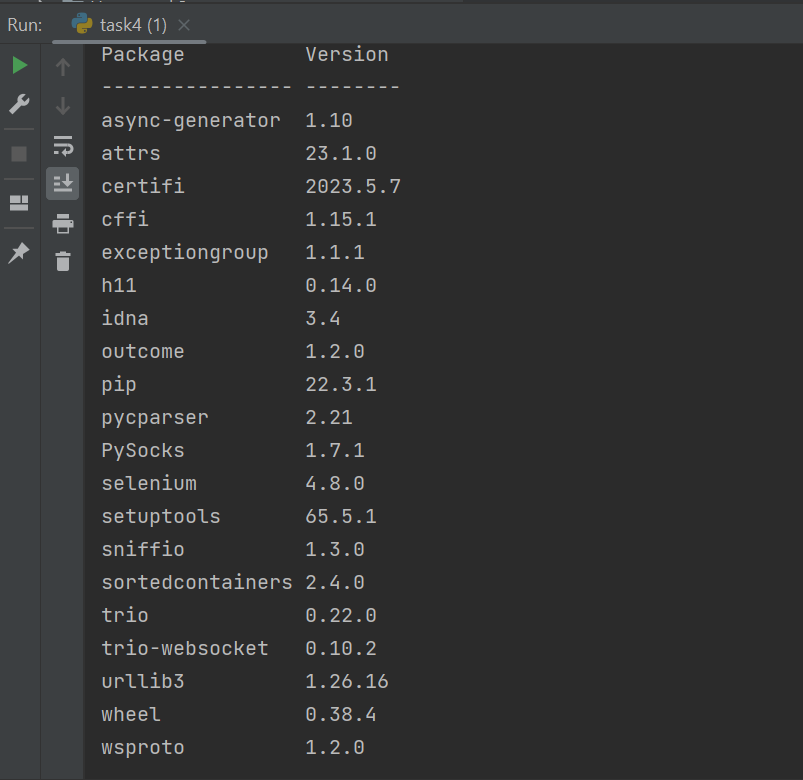 Run: task4 (1)
Package Version
---------------- --------
async-generator 1.10
attrs 23.1.0
certifi 2023.5.7
cffi 1.15.1
exceptiongroup 1.1.1
h11 0.14.0
idna 3.4
outcome 1.2.0
pip 22.3.1
pycparser 2.21
PySocks 1.7.1
selenium 4.8.0
setuptools 65.5.1
sniffio 1.3.0
sortedcontainers 2.4.0
trio 0.22.0
trio-websocket 0.10.2
urllib3 1.26.16
wheel 0.38.4
wsproto 1.2.0